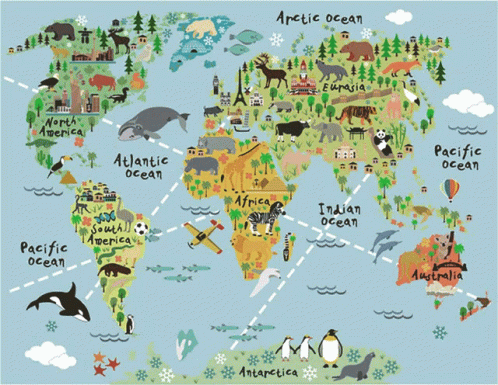 Arctic Ocean
Eurasia
North
America
Atlantic
Ocean
Pacific
Ocean
Africa
Indian
Ocean
South
America
Pacific
Ocean
Australia
Antarctica